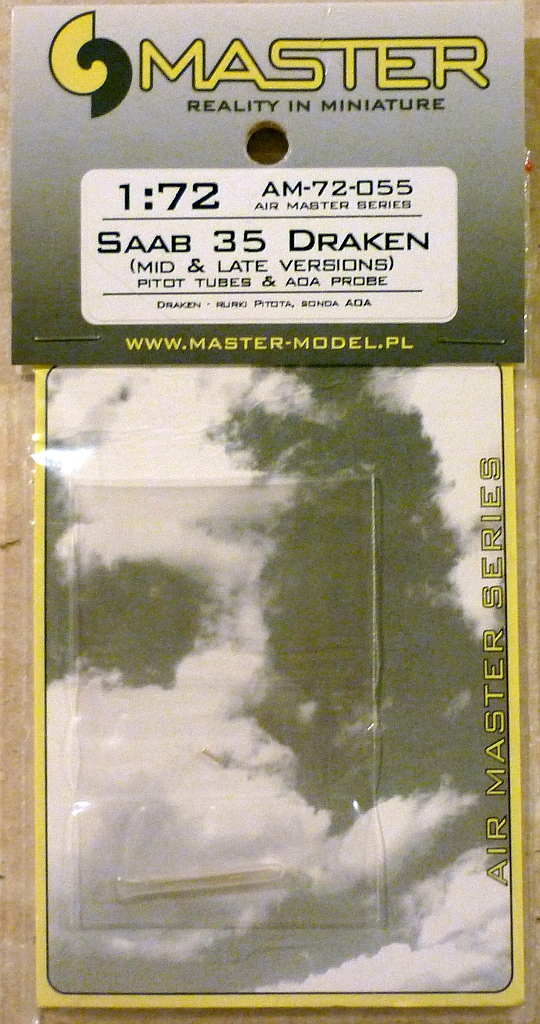 MASTER
REALITY IN MINIATURE
1:72
AM-72-055
AIR MASTER SERIES
SAAB 35 DRAKEN
(MID & LATE VERSIONS)
PITOT TUBES & AOA PROBE
DRAKEN - RURKI PITOTA, SONDA AOA
WWW.MASTER-MODEL.PL
AIR MASTER SERIES